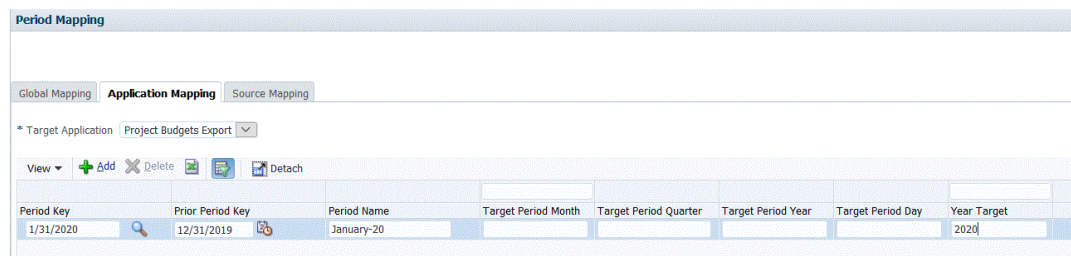 Period Mapping
Global Mapping Application Mapping Source Mapping
* Target Application Project Budgets Export
View Add Delete Detach
Period Key Prior Period Key Period Name Target Period Month Target Period Quarter Target Period Year Target Period Day Year Target
1/31/2020 12/31/2019 January-20 2020